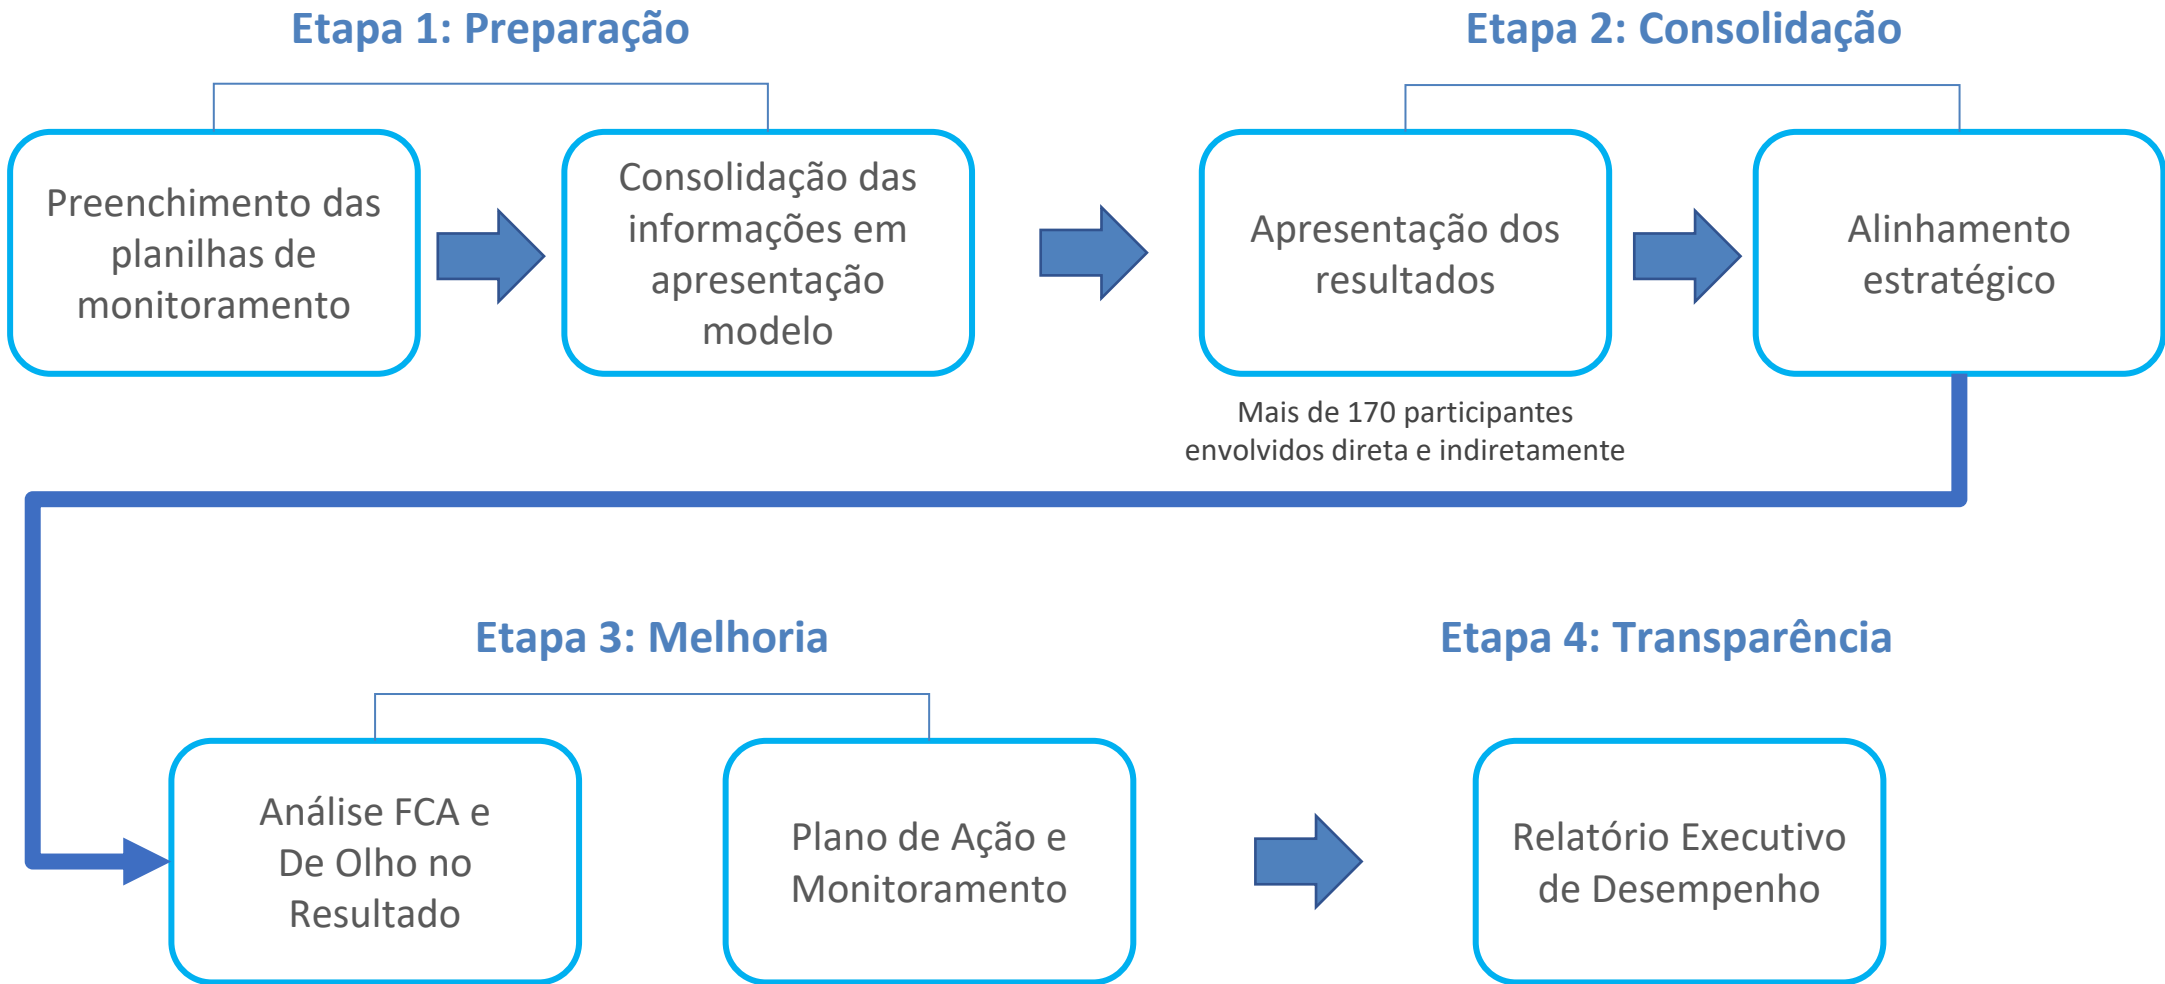 Etapa 1: Preparação
Preenchimento das
planilhas de
monitoramento
Consolidação das
informações em
apresentação
modelo
Etapa 2: Consolidação
Apresentação dos
resultados
Mais de 170 participantes
envolvidos direta e indiretamente
Alinhamento
estratégico
Etapa 3: Melhoria
Análise FCA e
De Olho no
Resultado
Plano de Ação e
Monitoramento
Etapa 4: Transparência
Relatório Executivo
de Desempenho